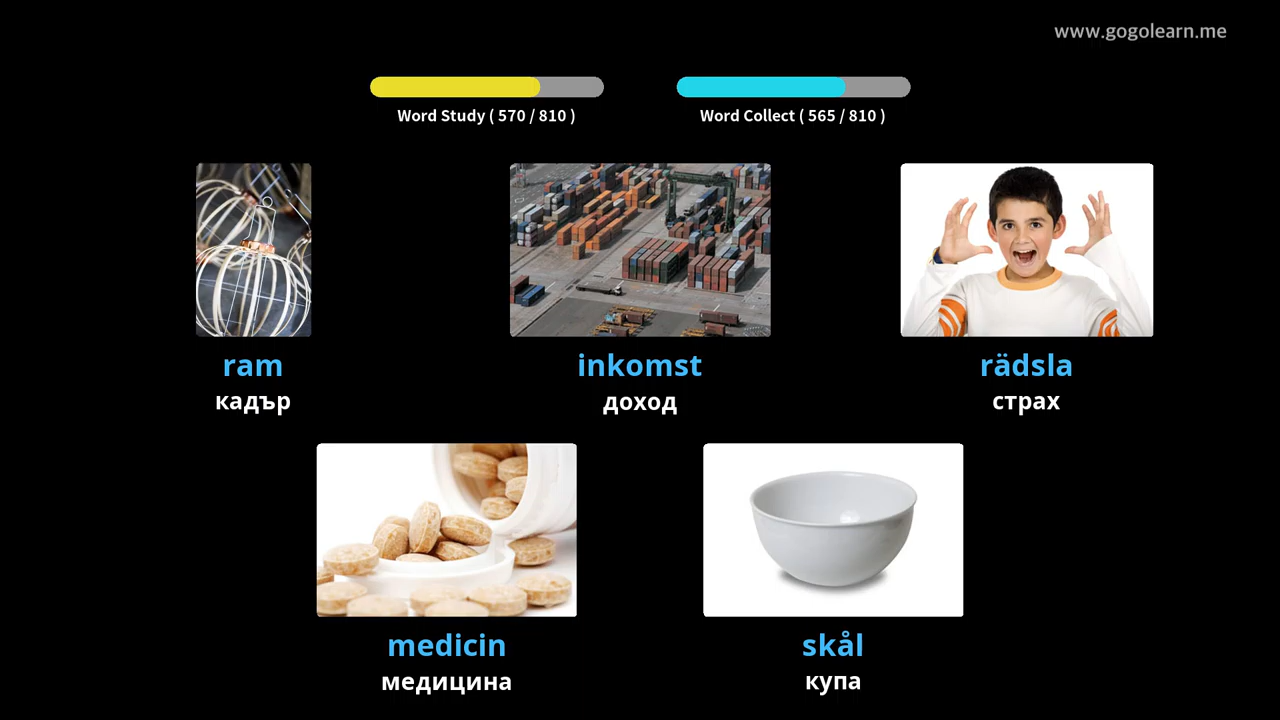 www.gogolearn.me
Word Study ( 570 / 810 )
Word Collect ( 565 / 810 )
ram
кадър
inkomst
доход
rädsla
страх
medicin
медицина
skål
купа